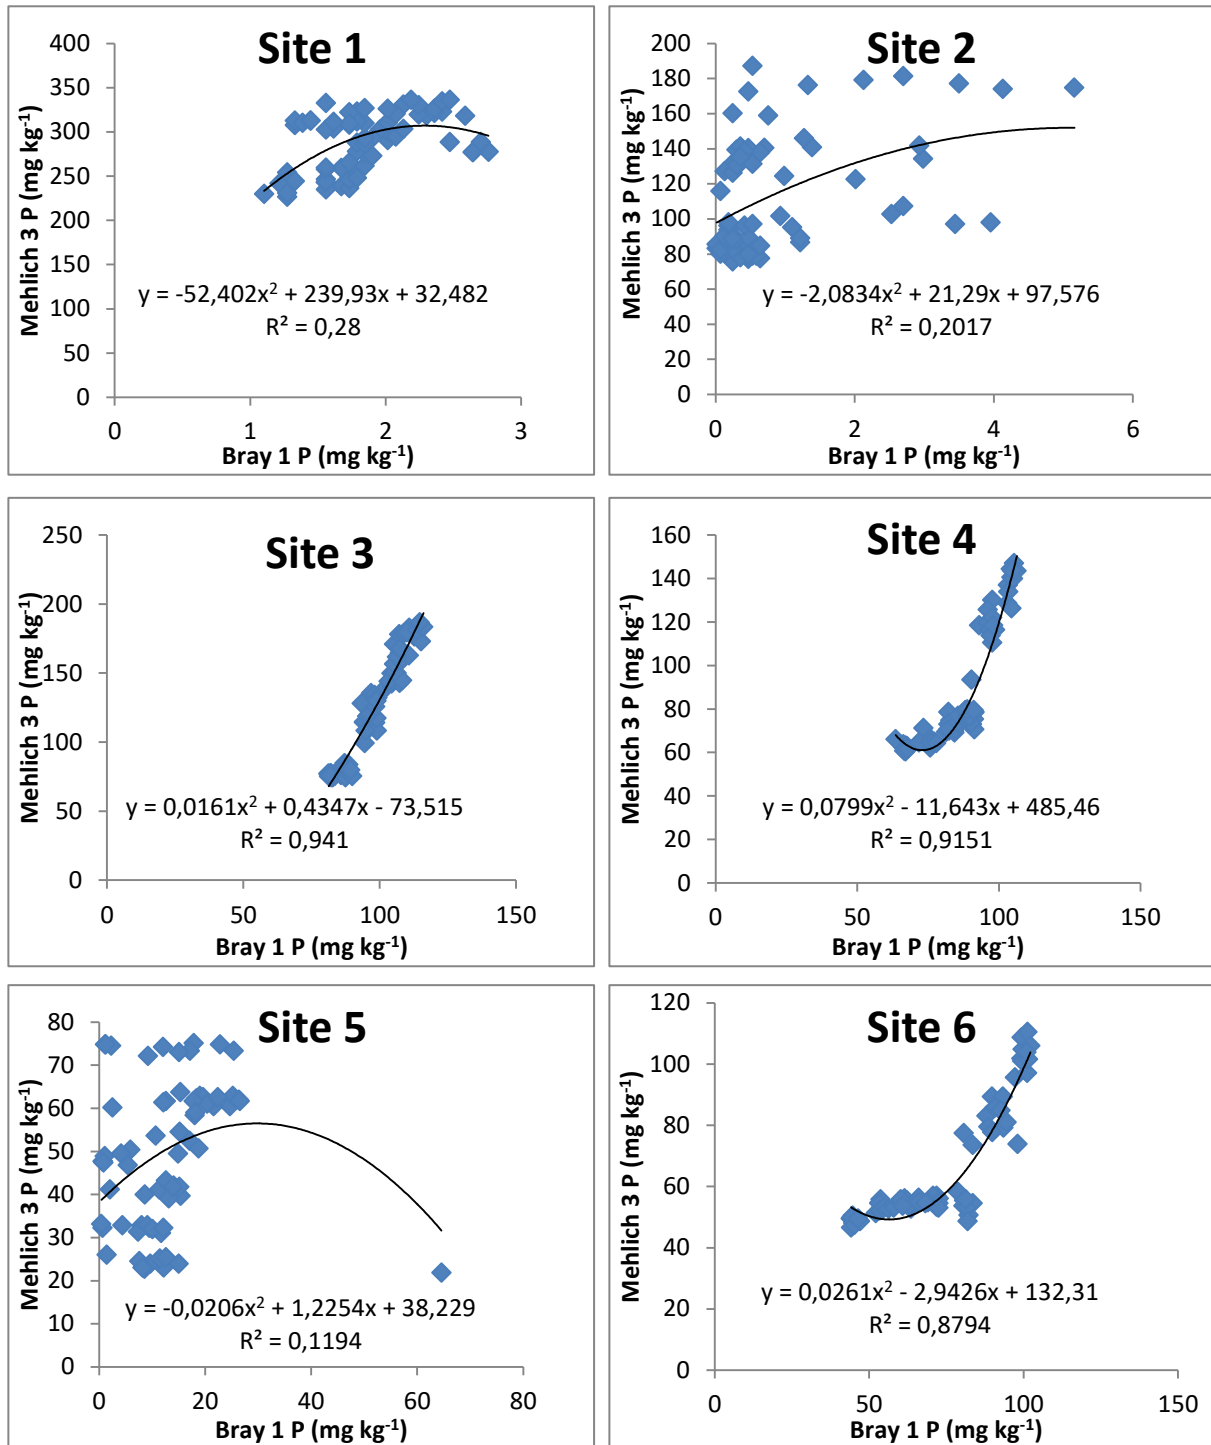 Site 1
400
350
300
250
200
150
100
50
0
Mehlich 3 P (mg kg-1)
y = -52,402x² + 239,93x + 32,482
R² = 0,28
0 1 2 3
Bray 1 P (mg kg-1)
Site 2
200
180
160
140
120
100
80
60
40
20
0
Mehlich 3 P (mg kg-1)
y = -2,0834x² + 21,29x + 97,576
R² = 0,2017
0 2 4 6
Bray 1 P (mg kg-1)
Site 3
250
200
150
100
50
0
Mehlich 3 P (mg kg-1)
y = 0,0161x² + 0,4347x - 73,515
R² = 0,941
0 50 100 150
Bray 1 P (mg kg-1)
Site 4
160
140
120
100
80
60
40
20
0
Mehlich 3 P (mg kg-1)
y = 0,0799x² - 11,643x + 485,46
R² = 0,9151
0 50 100 150
Bray 1 P (mg kg-1)
Site 5
80
70
60
50
40
30
20
10
0
Mehlich 3 P (mg kg-1)
y = -0,0206x² + 1,2254x + 38,229
R² = 0,1194
0 20 40 60 80
Bray 1 P (mg kg-1)
Site 6
120
100
80
60
40
20
0
Mehlich 3 P (mg kg-1)
y = 0,0261x² - 2,9426x + 132,31
R² = 0,8794
0 50 100 150
Bray 1 P (mg kg-1)